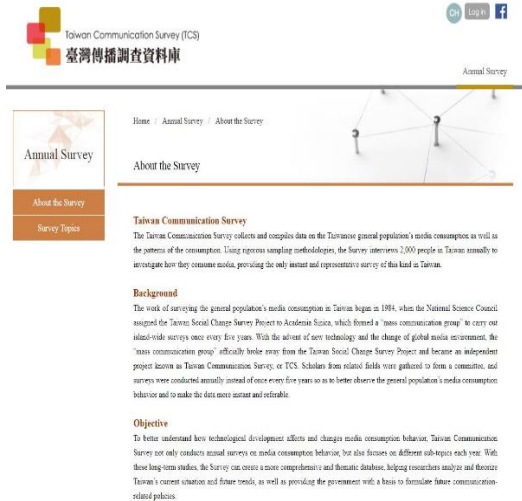 CH Log in f
Taiwan Communication Survey (TCS)
臺灣傳播調查資料庫
Annual Survey
Home / Annual Survey / About the Survey
Annual Survey
About the Survey
About the Survey
Survey Topics
Taiwan Communication Survey
The Taiwan Communication Survey collects and compiles data on the Taiwanese general population's media consumption as well as
the patterns of the consumption. Using rigorous sampling methodologies, the Survey interviews 2,000 people in Taiwan annually to
investigate how they consume media, providing the only instant and representative survey of this kind in Taiwan.
Background
The work of surveying the general population's media consumption in Taiwan began in 1984, when the National Science Council
assigned the Taiwan Social Change Survey Project to Academia Sinica, which formed a "mass communication group" to carry out
island-wide surveys once every five years. With the advent of new technology and the change of global media environment, the
"mass communication group" officially broke away from the Taiwan Social Change Survey Project and became an independent
project known as Taiwan Communication Survey, or TCS. Scholars from related fields were gathered to form a committee, and
surveys were conducted annually instead of once every five years so as to better observe the general population's media consumption
behavior and to make the data more instant and referable.
Objective
To better understand how technological development affects and changes media consumption behavior, Taiwan Communication
Survey not only conducts annual surveys on media consumption behavior, but also focuses on different sub-topics each year. With
these long-term studies, the Survey can create a more comprehensive and thematic database, helping researchers analyze and theorize
Taiwan's current situation and future trends, as well as providing the government with a basis to formulate future communication-
related policies.